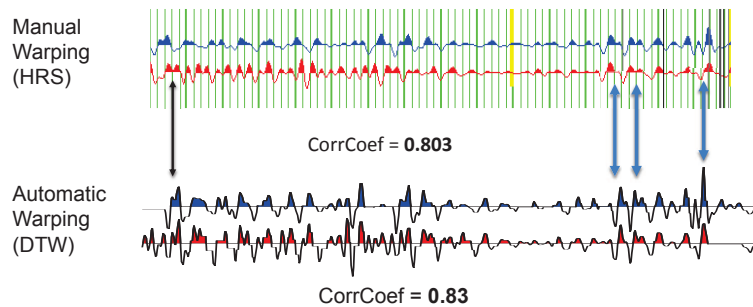 Manual
Warping
(HRS)
CorrCoef = 0.803
Automatic
Warping
(DTW)
CorrCoef = 0.83